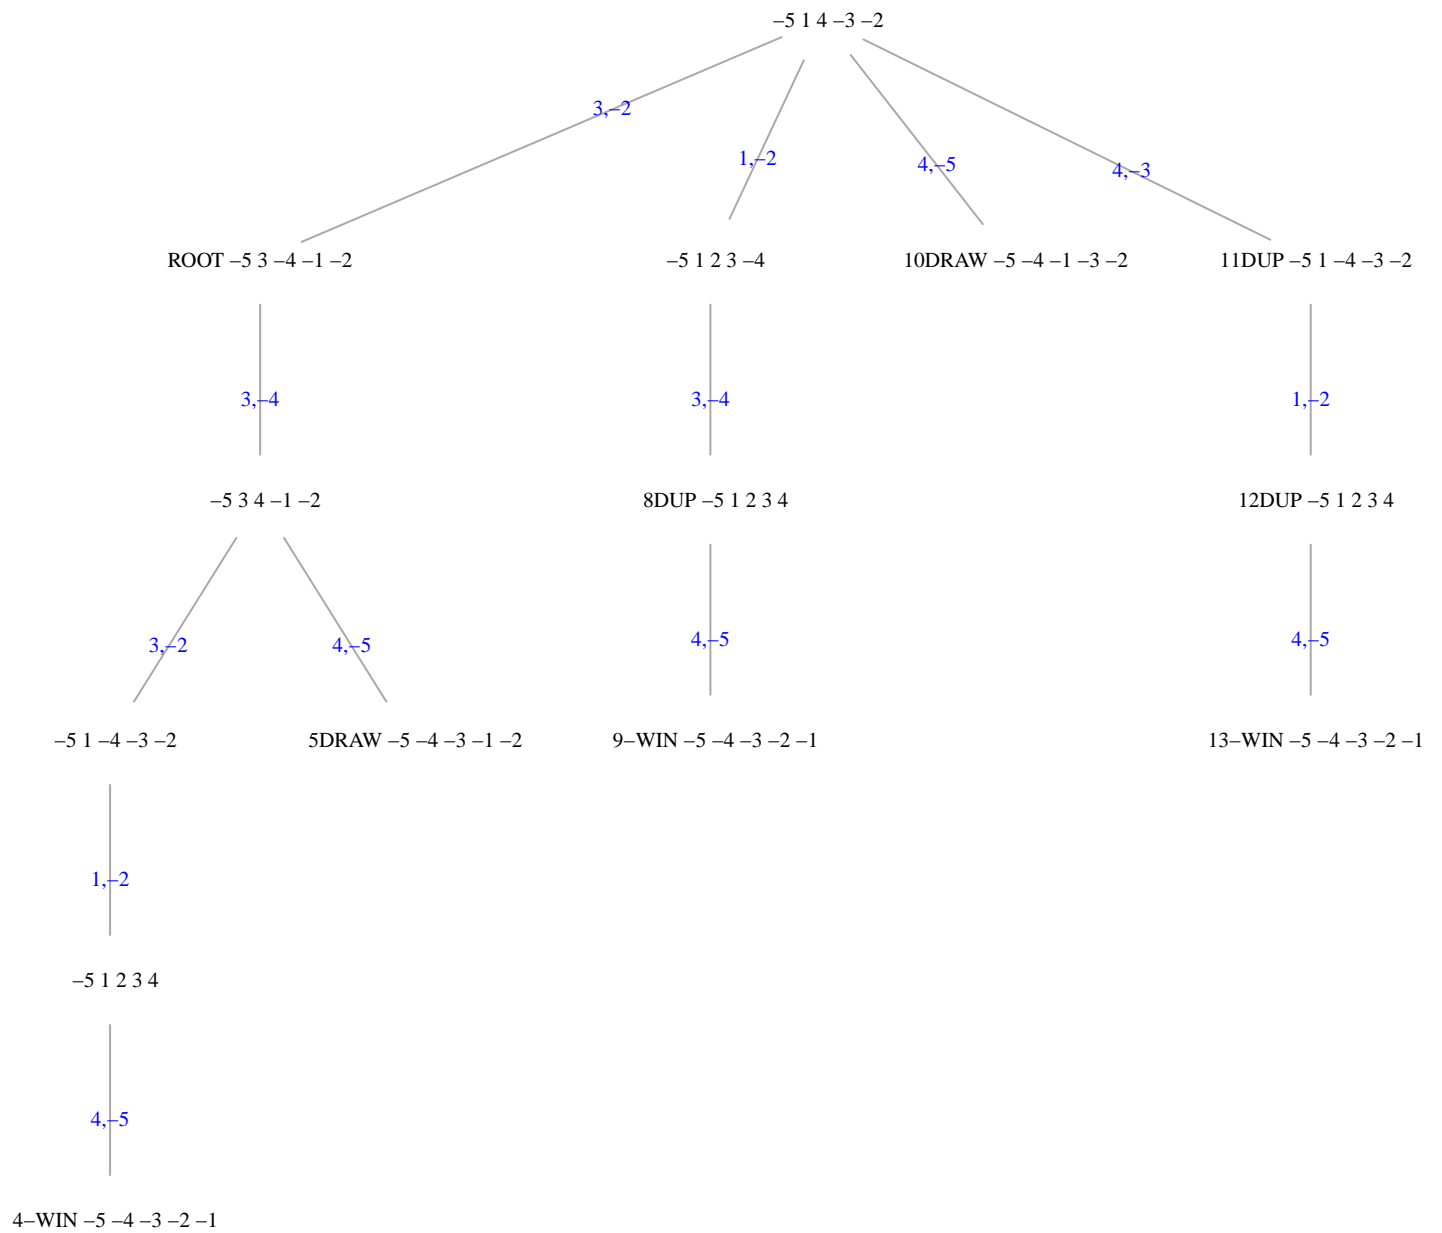 −5 1 4 −3 −2
3,−2
1,−2
4,−5
4,−3
ROOT −5 3 −4 −1 −2
−5 1 2 3 −4
10DRAW −5 −4 −1 −3 −2
11DUP −5 1 −4 −3 −2
3,−4
3,−4
1,−2
−5 3 4 −1 −2
8DUP −5 1 2 3 4
12DUP −5 1 2 3 4
3,−2
4,−5
4,−5
4,−5
−5 1 −4 −3 −2
5DRAW −5 −4 −3 −1 −2
9−WIN −5 −4 −3 −2 −1
13−WIN −5 −4 −3 −2 −1
1,−2
−5 1 2 3 4
4,−5
4−WIN −5 −4 −3 −2 −1